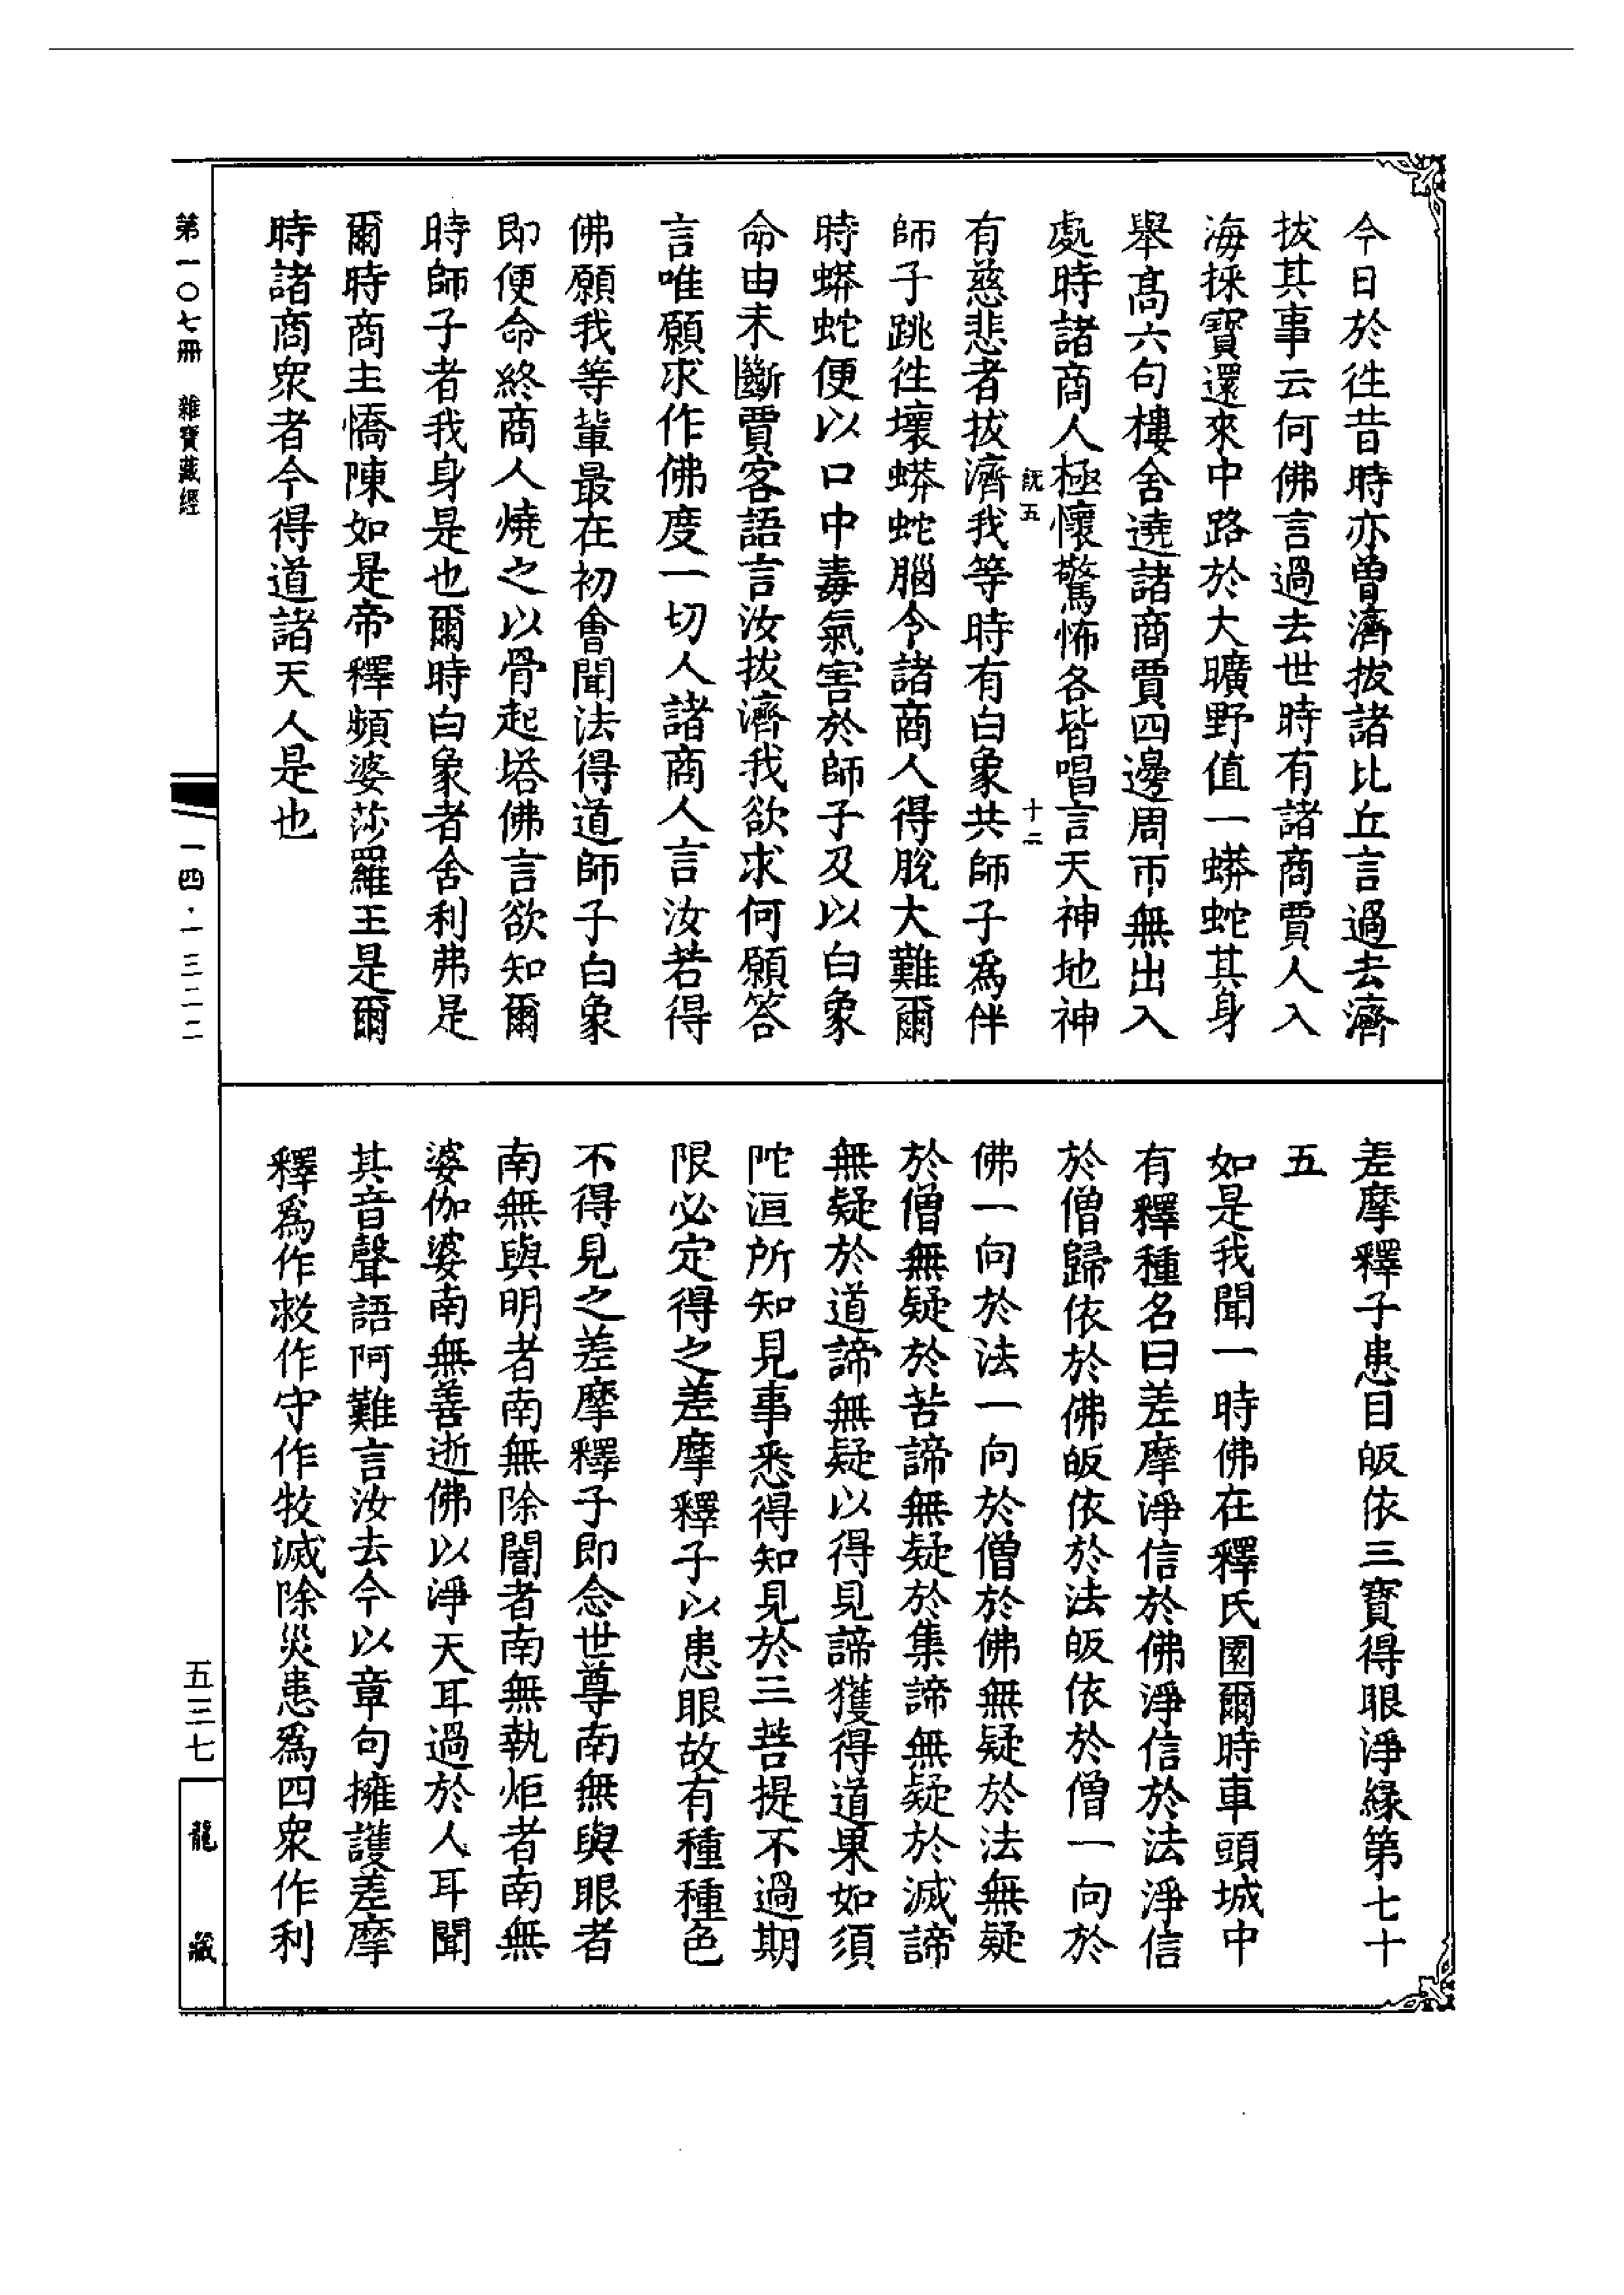 今日於徃昔時亦曾濟拔諸比丘言過去濟
拔其事云何佛言過去世時有諸商賈人入
海採寶還來中路於大曠野值一蟒蛇其身
舉高六句樓舍遶諸商賈四邊周帀無出入
處時諸商人極懷驚怖各皆唱言天神地神
既五 十二
有慈悲者拔濟我等時有白象共師子爲伴
師子跳徃壞蟒蛇腦令諸商人得脫大難爾
時蟒蛇便以口中毒氣害於師子及以白象
命由未斷賈客語言汝拔濟我欲求何願答
言唯願求作佛度一切人諸商人言汝若得
佛願我等輩最在初會聞法得道師子白象
即便命終商人燒之以骨起塔佛言欲知爾
時師子者我身是也爾時白象者舍利弗是
爾時商主憍陳如是帝釋頻婆莎羅王是爾
時諸商衆者今得道諸天人是也
差摩釋子患目皈依三寶得眼淨緣第七十
五
如是我聞一時佛在釋氏園爾時車頭城中
有釋種名曰差摩淨信於佛淨信於法淨信
於僧歸依於佛皈依於法皈依於僧一向於
佛一向於法一向於僧於佛無疑於法無疑
於僧無疑於苦諦無疑於集諦無疑於滅諦
無疑於道諦無疑以得見諦獲得道果如須
陀洹所知見事悉得知見於三菩提不過期
限必定得之差摩釋子以患眼故有種種色
不得見之差摩釋子即念世尊南無與眼者
南無與明者南無除闇者南無執炬者南無
婆伽婆南無善逝佛以淨天耳過於人耳聞
其音聲語阿難言汝去今以章句擁護差摩
釋爲作救作守作牧滅除災患爲四衆作利
第一〇七冊 雜寶藏經
一四·一三二二
五三七
龍藏